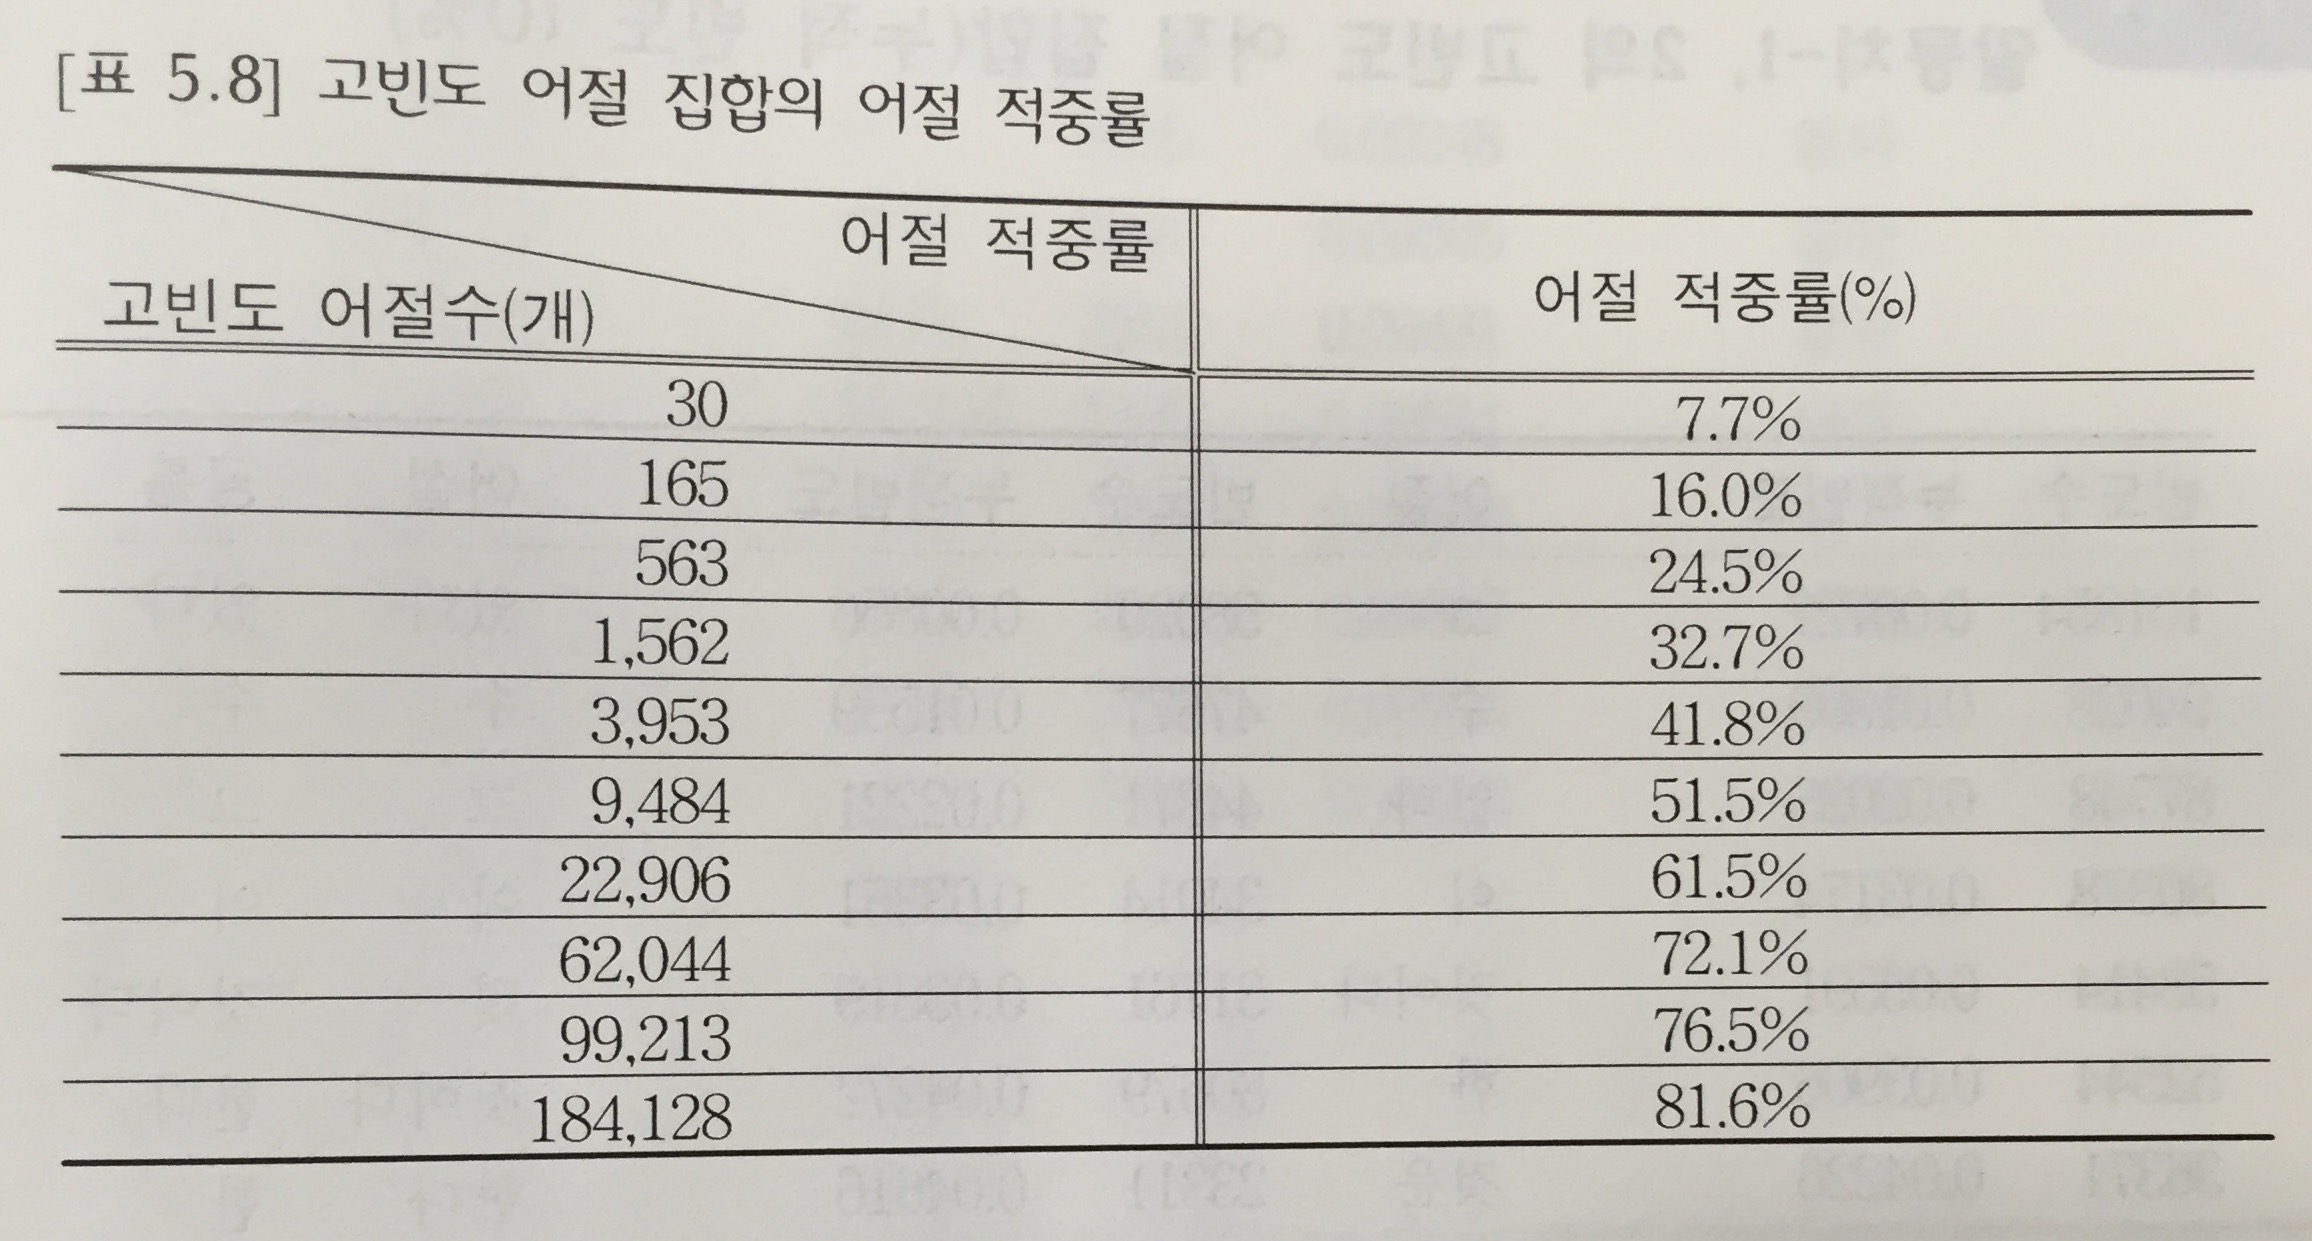 [표 5.8] 고빈도 어절 집합의 어절 적중률
어절 적중률
고빈도 어절수(개)
어절 적중률(%)
30 7.7%
165 16.0%
563 24.5%
1,562 32.7%
3,953 41.8%
9,484 51.5%
22,906 61.5%
62,044 72.1%
99,213 76.5%
184,128 81.6%